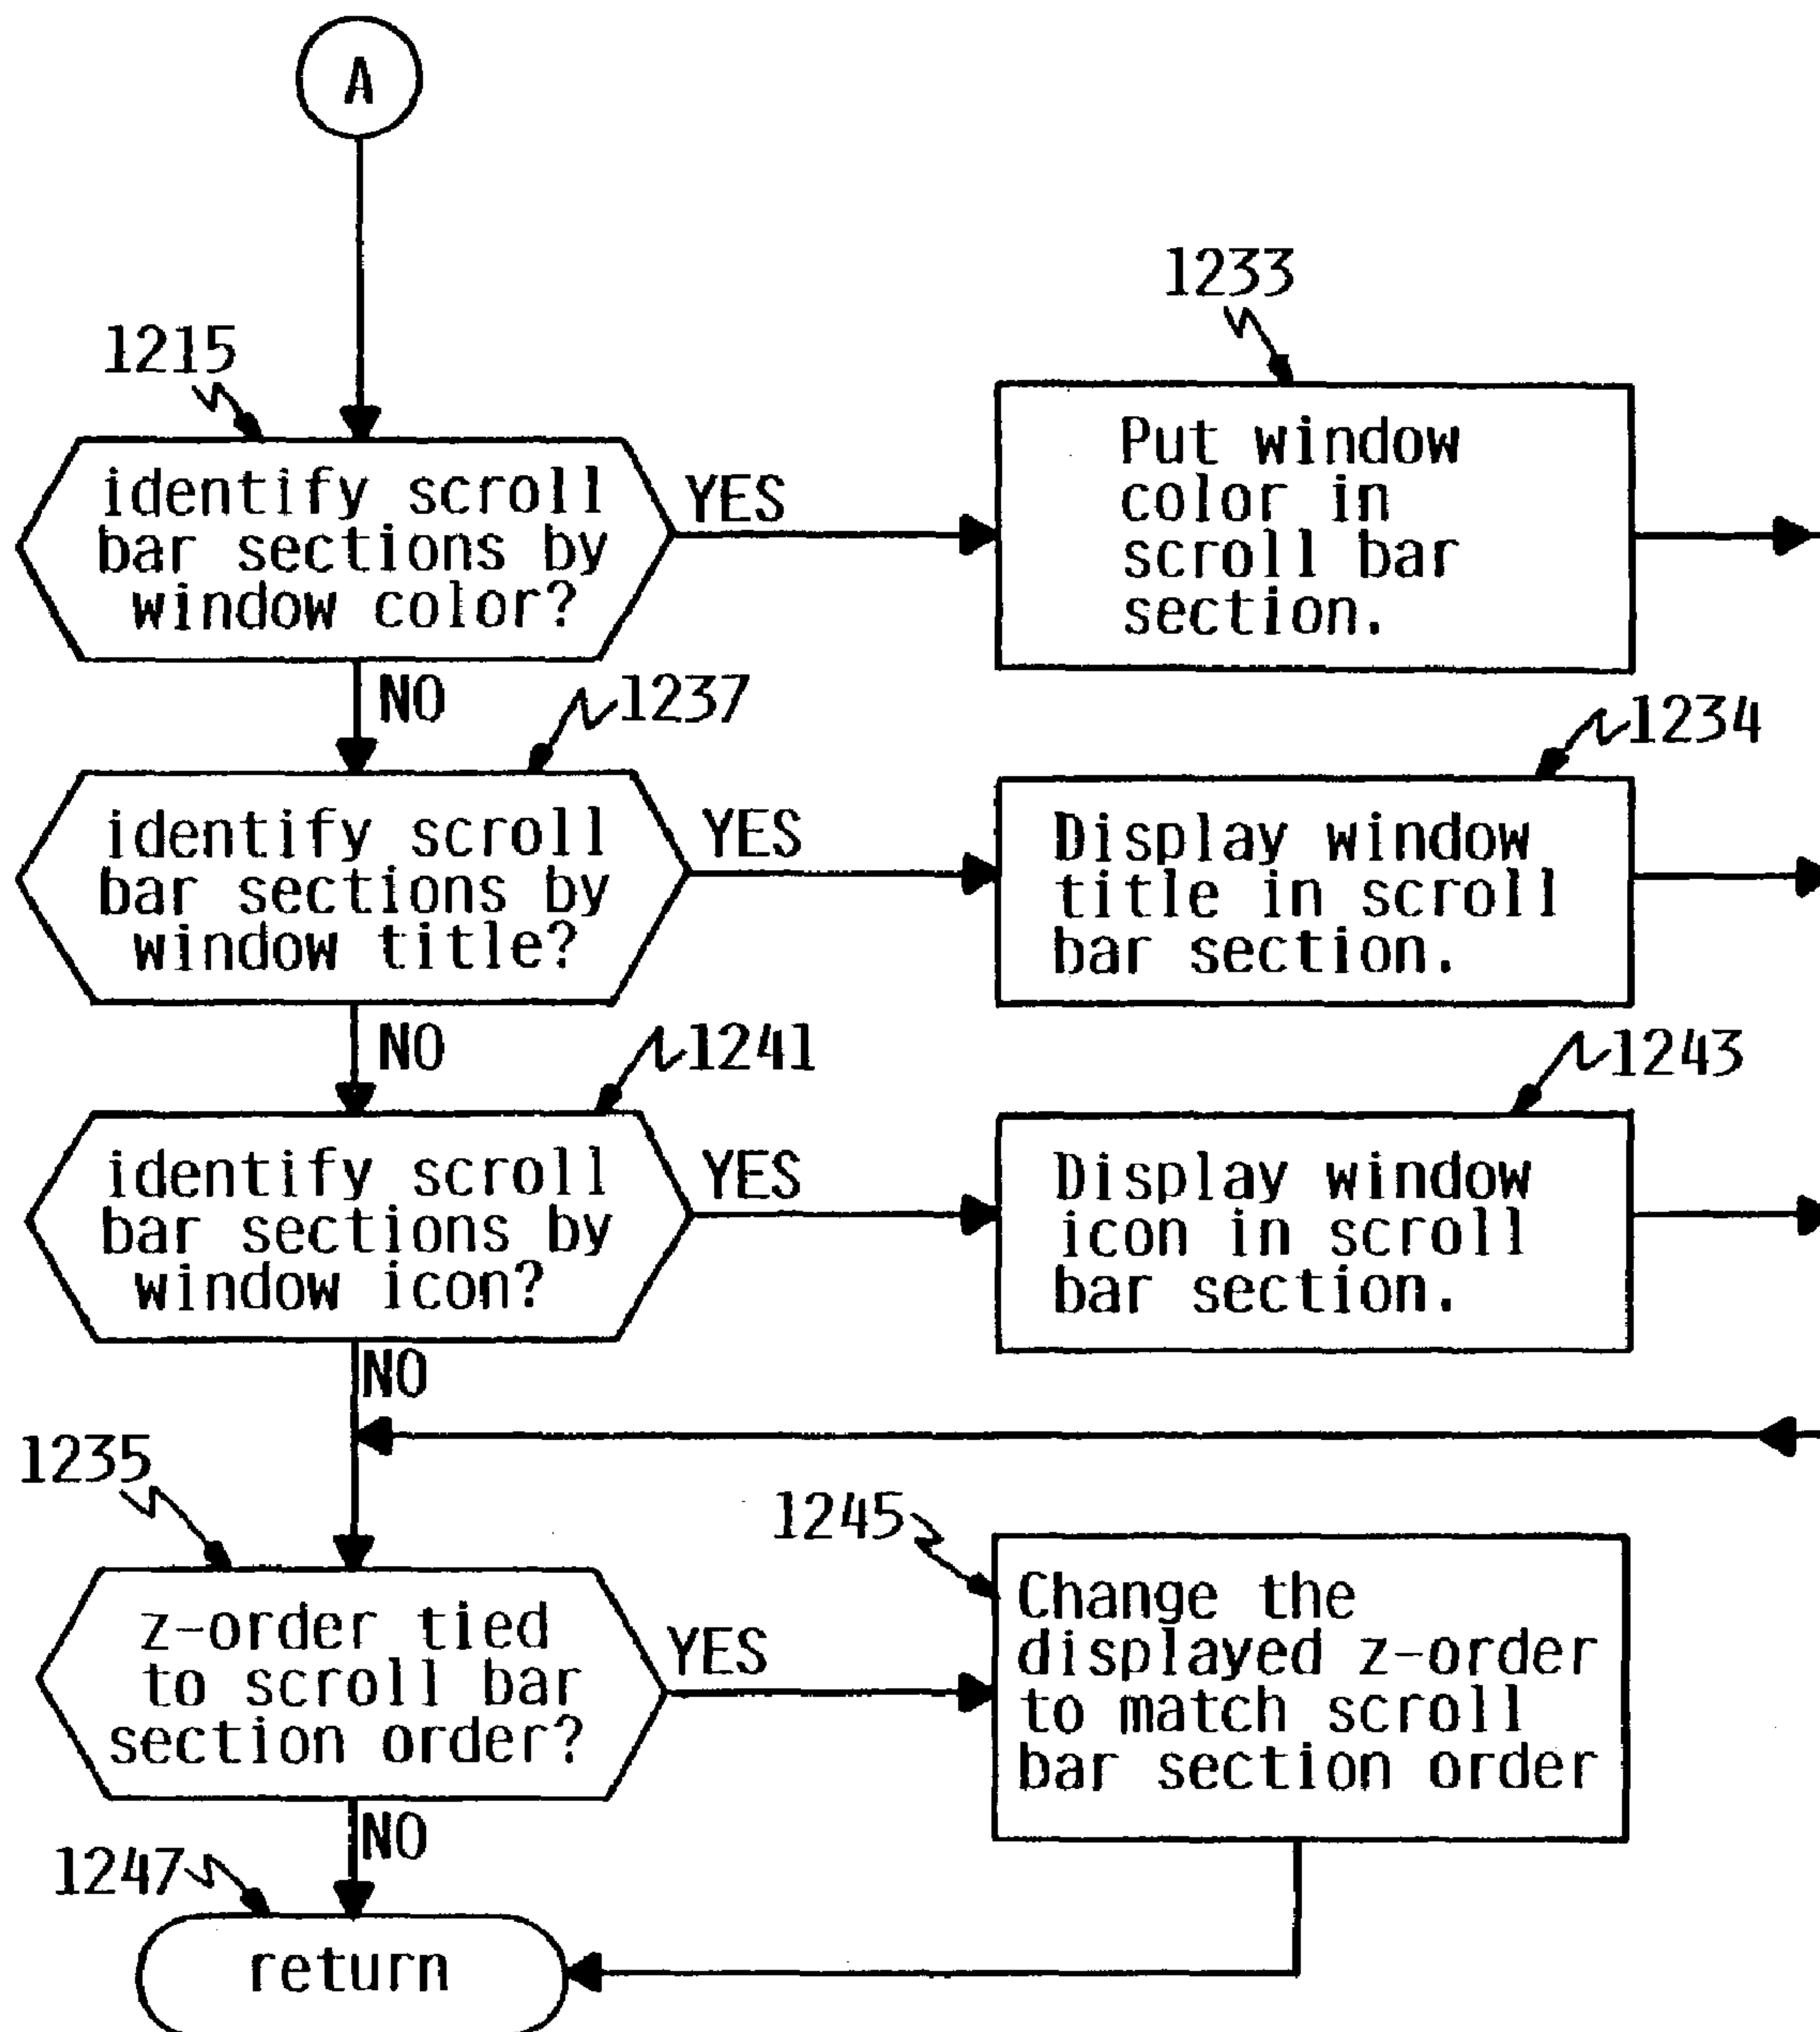 A
1233
1215
identify scroll
bar sections by
window color?
YES
Put window
color in
scroll bar
section.
NO
1237
1234
identify scroll
bar sections by
window title?
YES
Display window
title in scroll
bar section.
NO
1241
1243
identify scroll
bar sections by
window icon?
YES
Display window
icon in scroll
bar section.
NO
1235
1245
z-order tied
to scroll bar
section order?
YES
Change the
displayed z-order
to match scroll
bar section order
NO
1247
return